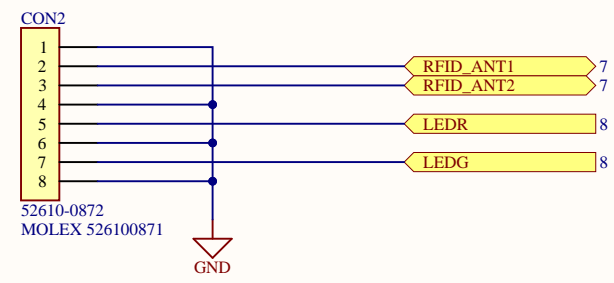 CON2
1
2 RFID_ANT1 7
3 RFID_ANT2 7
4
5 LEDR 8
6
7 LEDG 8
8
52610-0872
MOLEX 526100871
GND